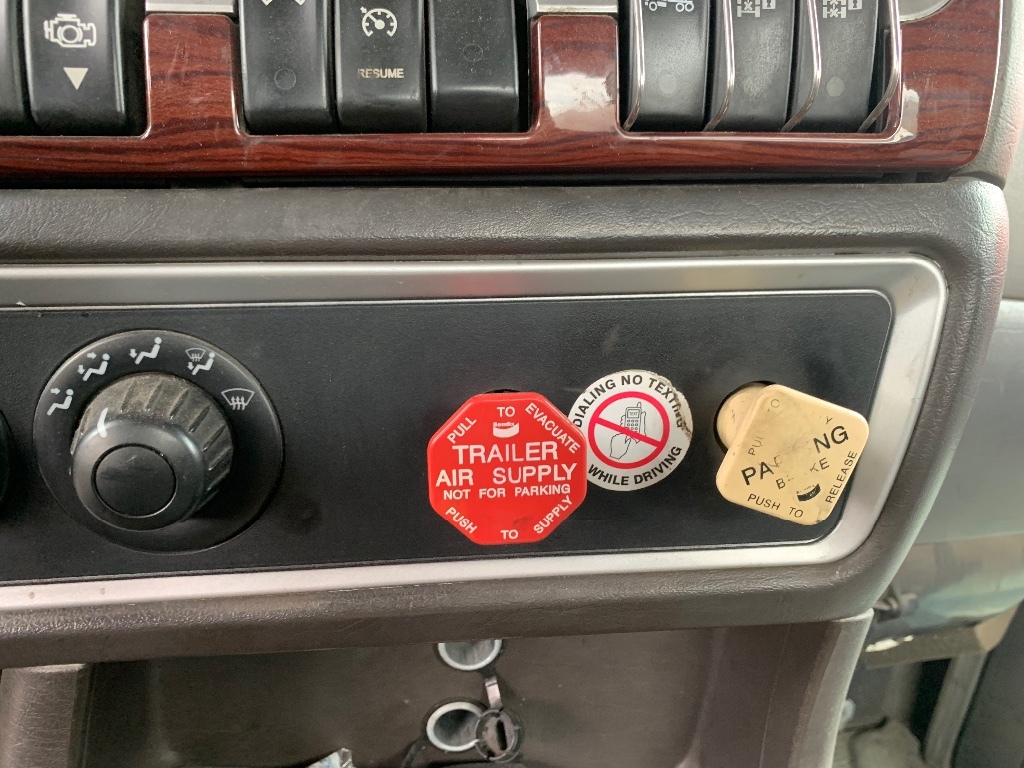 RESUME
PULL TO EVACUATE
Bendix
TRAILER
AIR SUPPLY
NOT FOR PARKING
PUSH TO SUPPLY
DIALING NO TEXTING
WHILE DRIVING
PUSH TO RELEASE